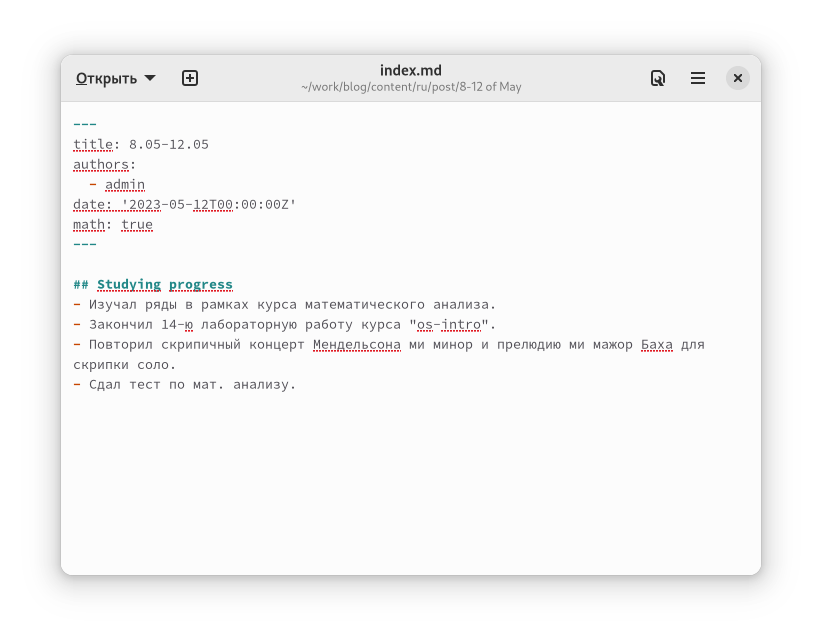 Открыть
index.md
~/work/blog/content/ru/post/8-12 of May
---
title: 8.05-12.05
authors:
  - admin
date: '2023-05-12T00:00:00Z'
math: true
---
## Studying progress
- Изучал ряды в рамках курса математического анализа.
- Закончил 14-ю лабораторную работу курса "os-intro".
- Повторил скрипичный концерт Мендельсона ми минор и прелюдию ми мажор Баха для
скрипки соло.
- Сдал тест по мат. анализу.